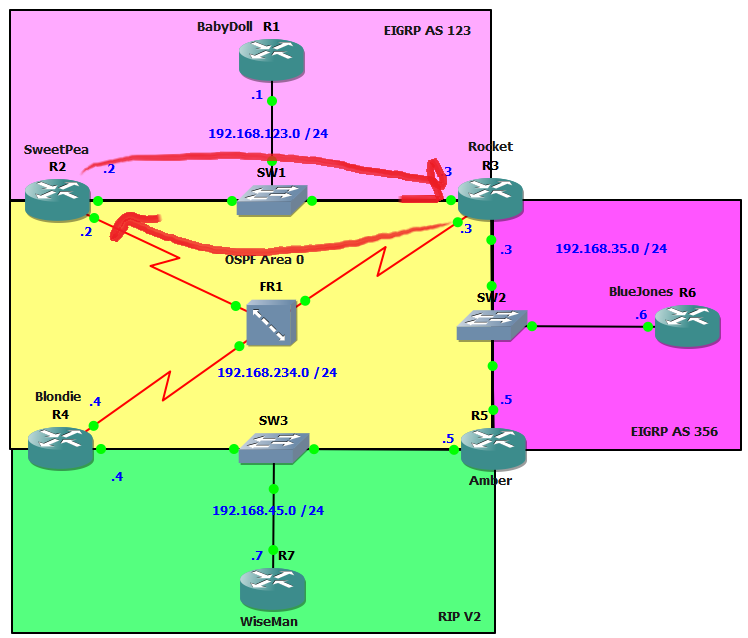 BabyDoll R1
EIGRP AS 123
.1
192.168.123.0 /24
SweetPea
R2
.2
SW1
Rocket
R3
.3
.2
.3
OSPF Area 0
FR1
.3
192.168.35.0 /24
SW2
BlueJones R6
.6
192.168.234.0 /24
Blondie
R4
.4
SW3
.5
R5
.5
EIGRP AS 356
Amber
.4
192.168.45.0 /24
.7
R7
WiseMan
RIP V2